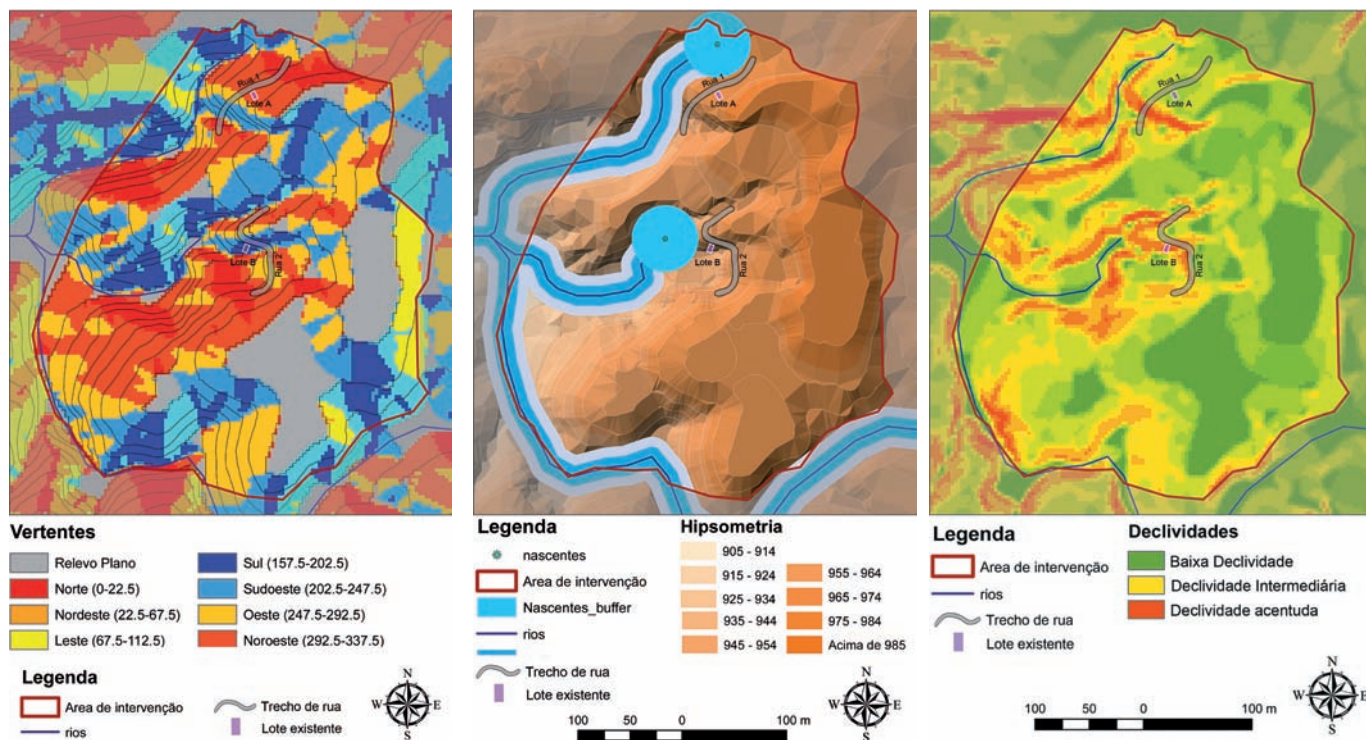 Rua 1
Lote A
Lote B
Rua 2
Vertentes
Relevo Plano
Norte (0-22.5)
Nordeste (22.5-67.5)
Leste (67.5-112.5)
Sul (157.5-202.5)
Sudoeste (202.5-247.5)
Oeste (247.5-292.5)
Noroeste (292.5-337.5)
Legenda
Area de intervenção
rios
Trecho de rua
Lote existente
N
W
E
S
Rua 1
Lote A
Lote B
Rua 2
Legenda
nascentes
Area de intervenção
Nascentes_buffer
rios
Trecho de rua
Lote existente
Hipsometria
905 - 914
915 - 924
925 - 934
935 - 944
945 - 954
955 - 964
965 - 974
975 - 984
Acima de 985
N
W
E
S
100 50 0 100 m
Rua 1
Lote A
Lote B
Rua 2
Legenda
Area de intervenção
rios
Trecho de rua
Lote existente
Declividades
Baixa Declividade
Declividade Intermediária
Declividade acentuda
N
W
E
S
100 50 0 100 m